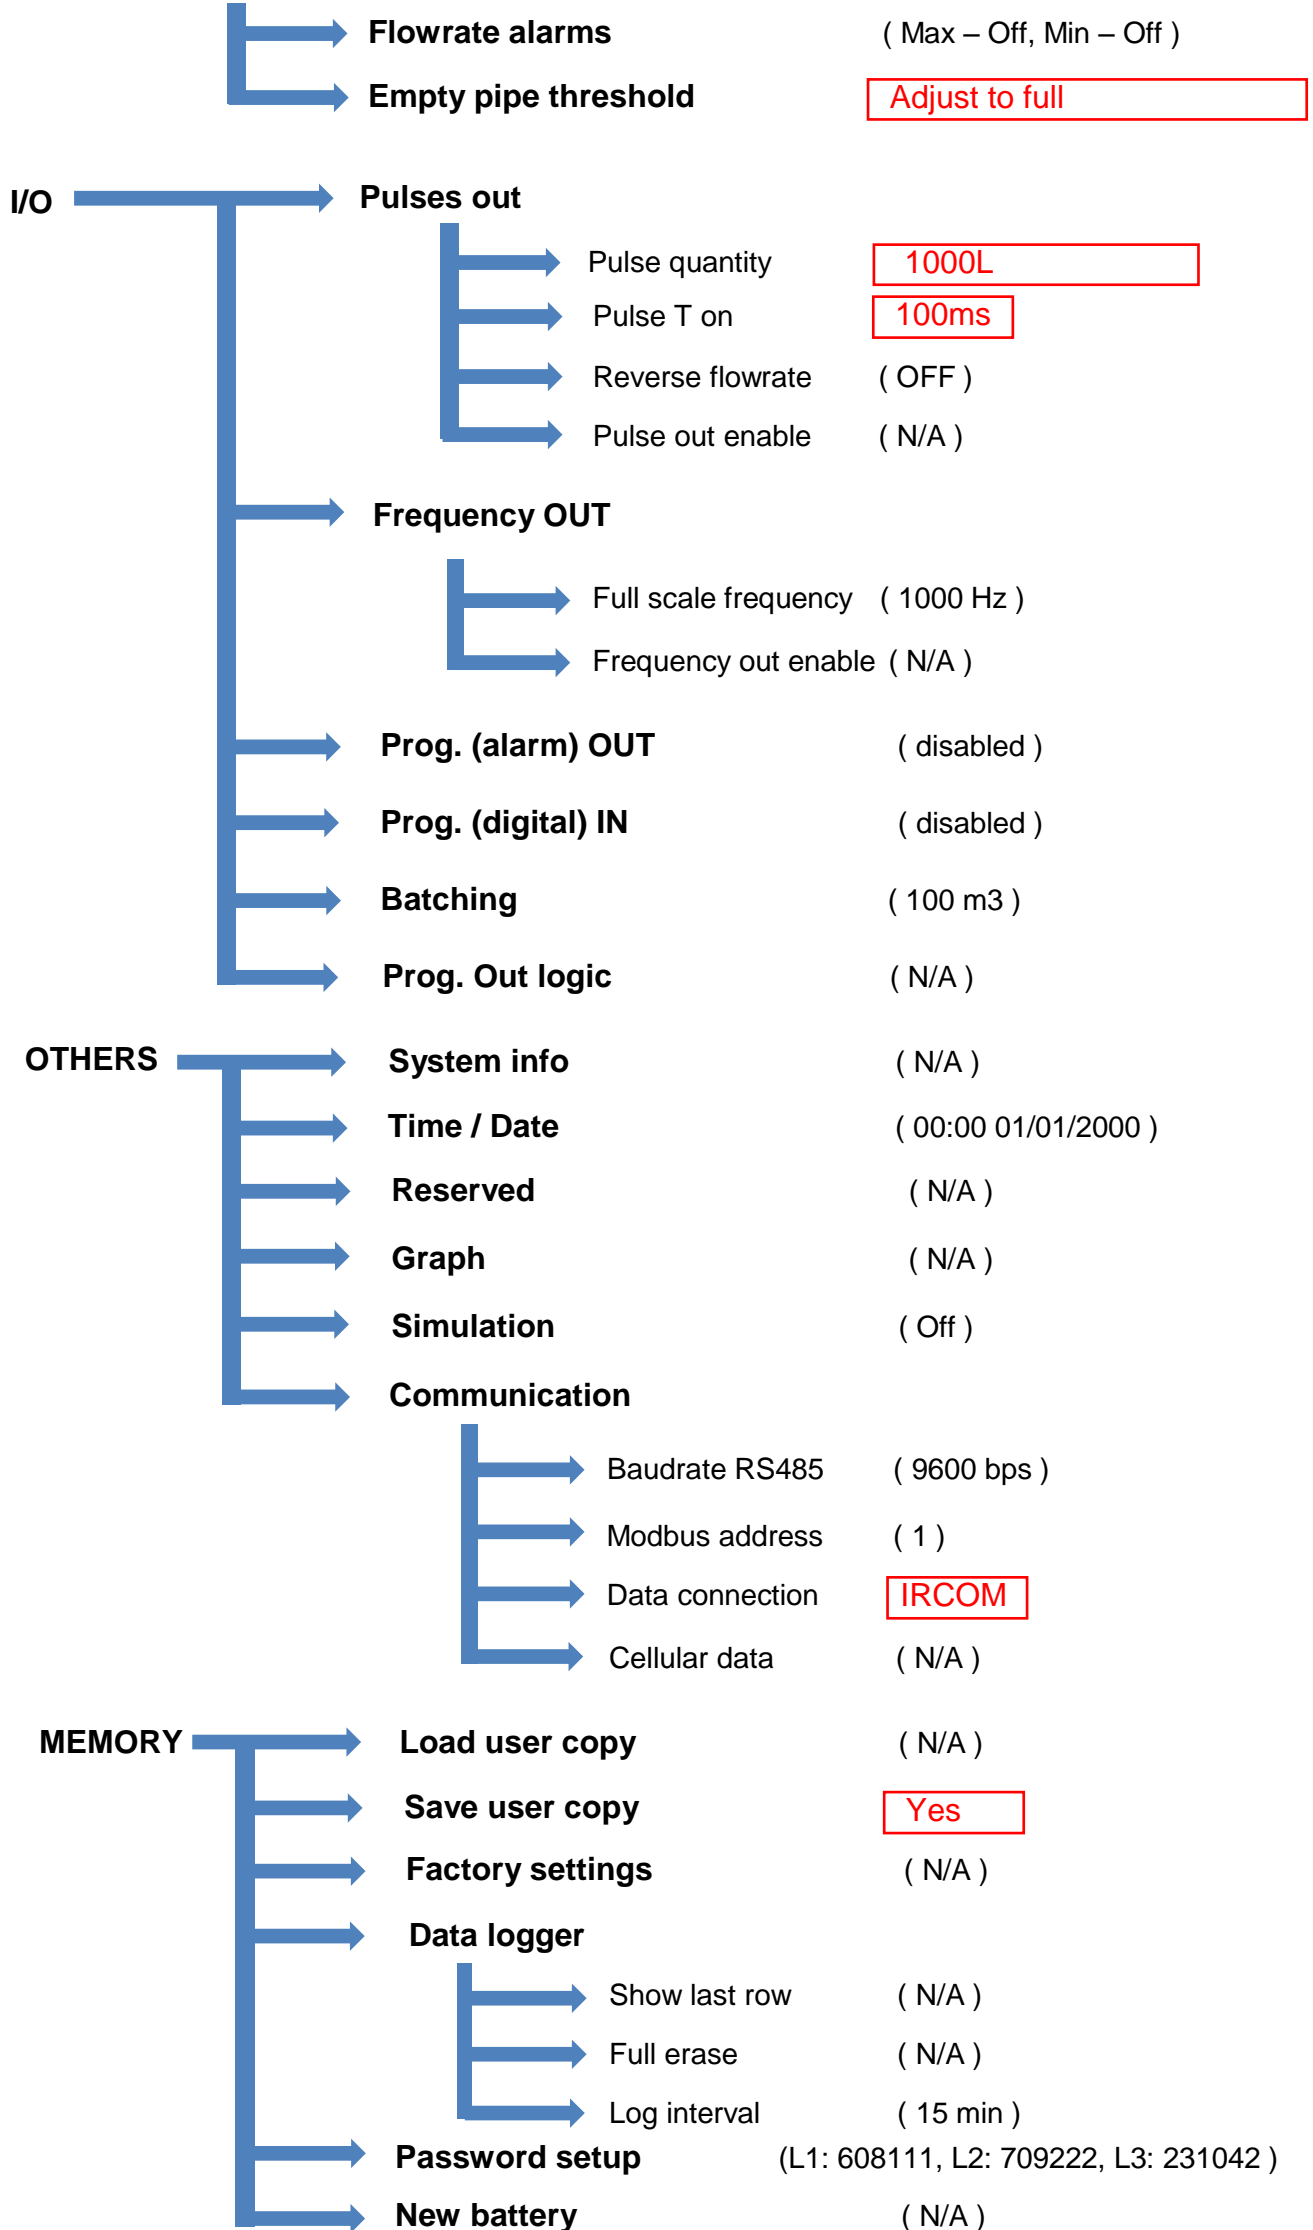 Flowrate alarms ( Max – Off, Min – Off )
Empty pipe threshold Adjust to full
I/O Pulses out
Pulse quantity 1000L
Pulse T on 100ms
Reverse flowrate ( OFF )
Pulse out enable ( N/A )
Frequency OUT
Full scale frequency ( 1000 Hz )
Frequency out enable ( N/A )
Prog. (alarm) OUT ( disabled )
Prog. (digital) IN ( disabled )
Batching ( 100 m3 )
Prog. Out logic ( N/A )
OTHERS System info ( N/A )
Time / Date ( 00:00 01/01/2000 )
Reserved ( N/A )
Graph ( N/A )
Simulation ( Off )
Communication
Baudrate RS485 ( 9600 bps )
Modbus address ( 1 )
Data connection IRCOM
Cellular data ( N/A )
MEMORY Load user copy ( N/A )
Save user copy Yes
Factory settings ( N/A )
Data logger
Show last row ( N/A )
Full erase ( N/A )
Log interval ( 15 min )
Password setup (L1: 608111, L2: 709222, L3: 231042 )
New battery ( N/A )